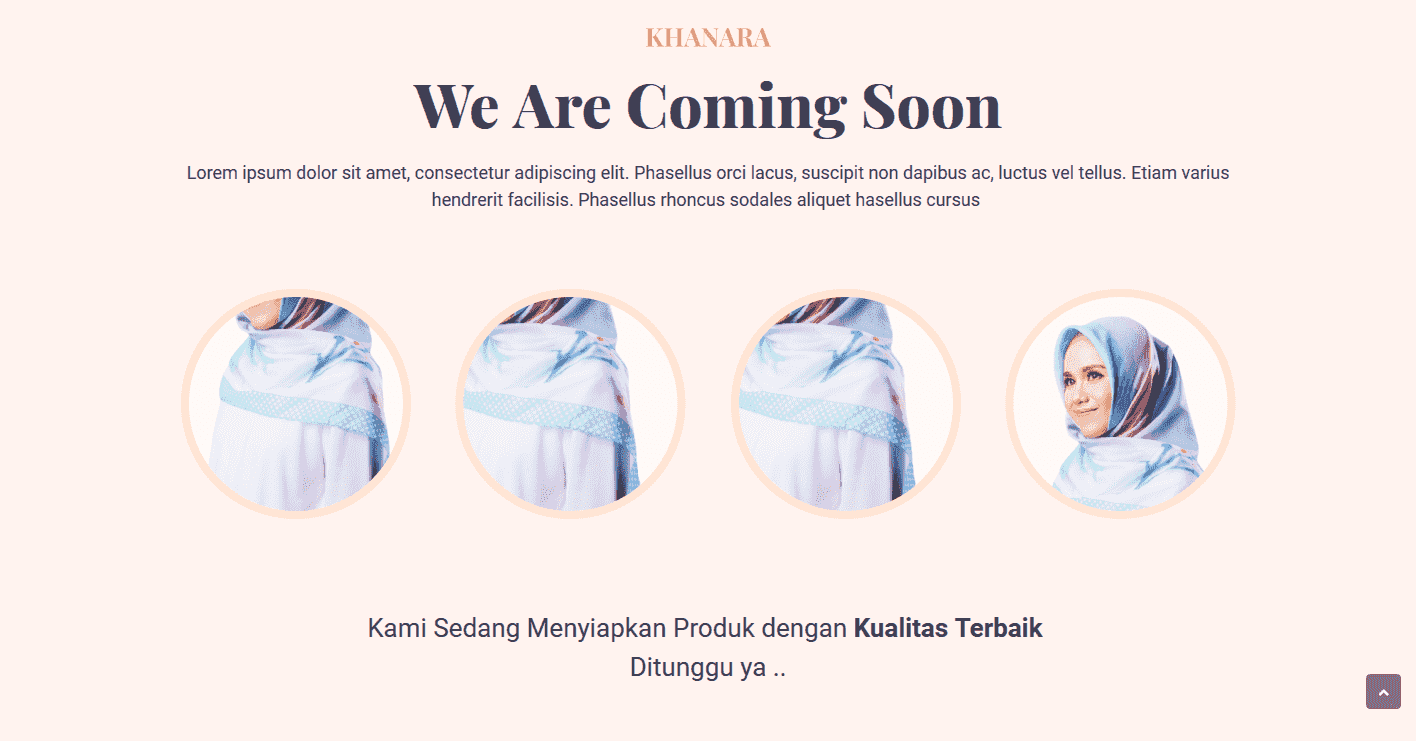 KHANARA
We Are Coming Soon
Lorem ipsum dolor sit amet, consectetur adipiscing elit. Phasellus orci lacus, suscipit non dapibus ac, luctus vel tellus. Etiam varius
hendrerit facilisis. Phasellus rhoncus sodales aliquet hasellus cursus
Kami Sedang Menyiapkan Produk dengan Kualitas Terbaik
Ditunggu ya ..